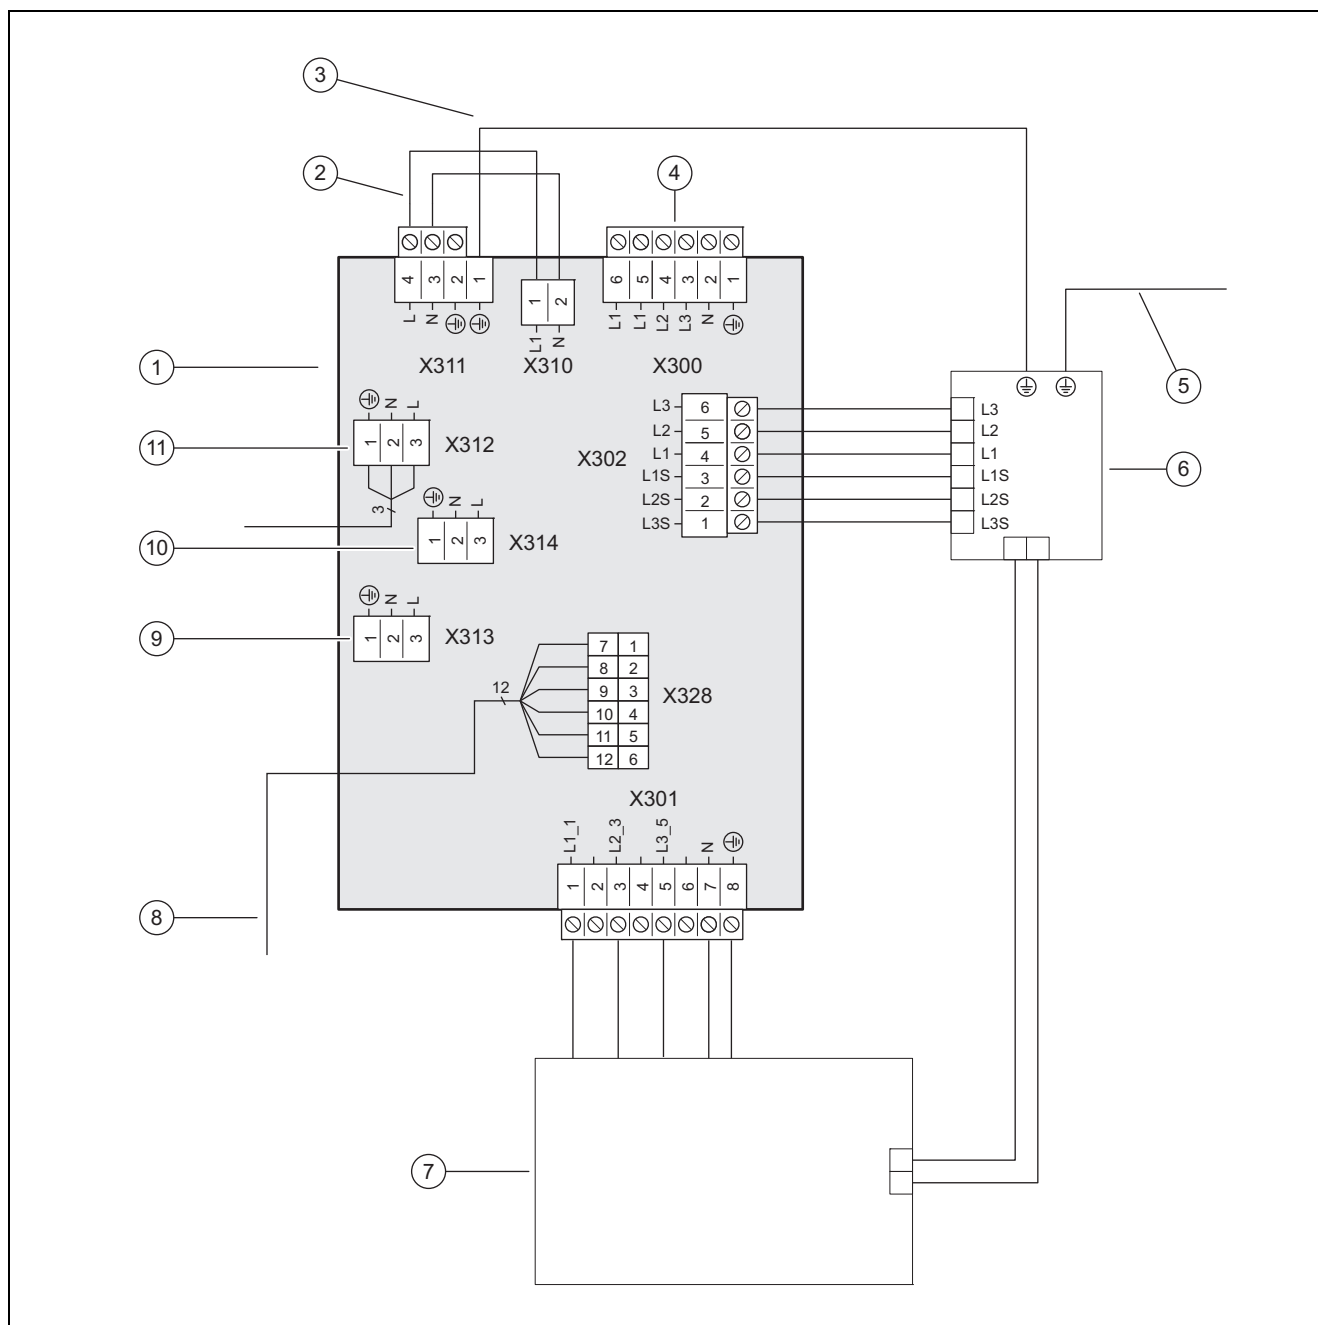 3
2
4
4 3 2 1
L N
X311
1 2
L1 N
X310
6 5 4 3 2 1
L1 L1 L2 L3 N
X300
1
5
6
11
N L
1 2 3
X312
3
10
N L
1 2 3
X314
9
N L
1 2 3
X313
X302
L3 6
L2 5
L1 4
L1S 3
L2S 2
L3S 1
L3
L2
L1
L1S
L2S
L3S
12
7 1
8 2
9 3
10 4
11 5
12 6
X328
X301
L1_1 L2_3 L3_5 N
1 2 3 4 5 6 7 8
8
7